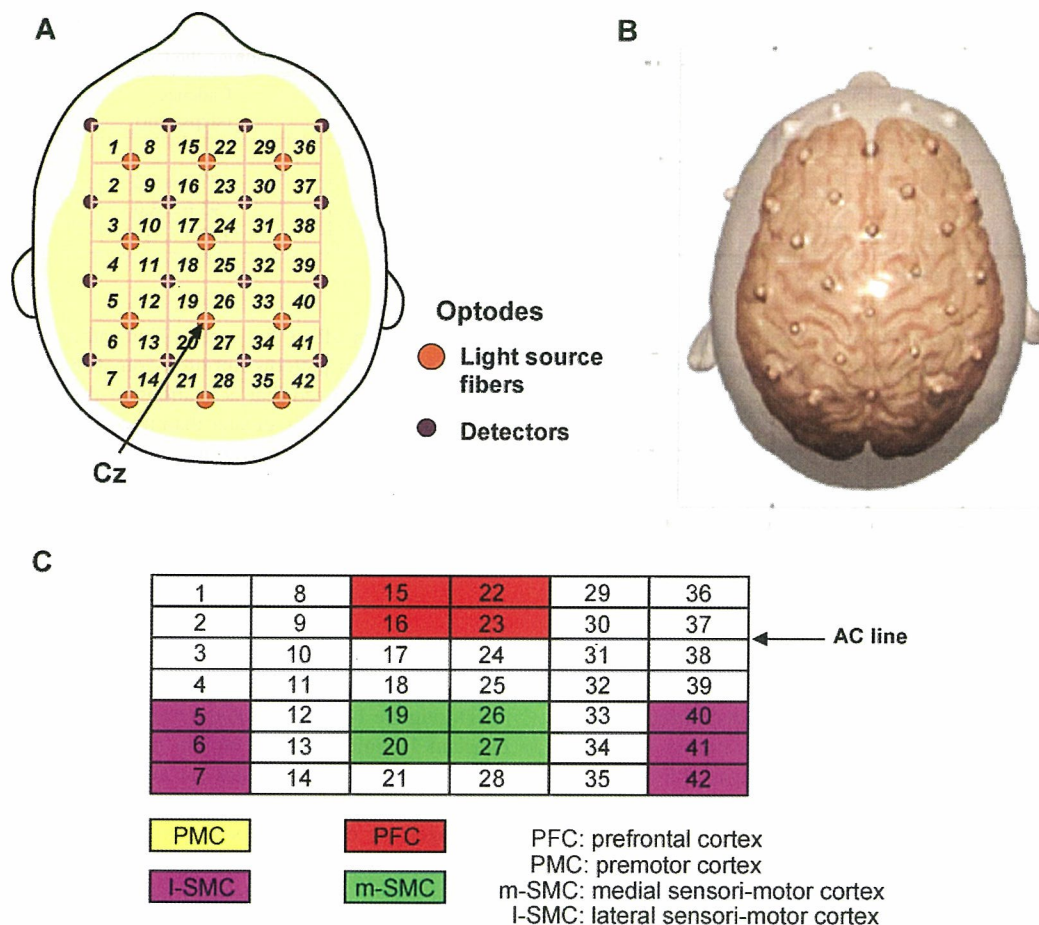 A
B
1 8 15 22 29 36
2 9 16 23 30 37
3 10 17 24 31 38
4 11 18 25 32 39
5 12 19 26 33 40
6 13 20 27 34 41
7 14 21 28 35 42
Optodes
Light source
fibers
Detectors
Cz
C
1 8 15 22 29 36
2 9 16 23 30 37
AC line
3 10 17 24 31 38
4 11 18 25 32 39
5 12 19 26 33 40
6 13 20 27 34 41
7 14 21 28 35 42
PMC PFC
l-SMC m-SMC
PFC: prefrontal cortex
PMC: premotor cortex
m-SMC: medial sensori-motor cortex
l-SMC: lateral sensori-motor cortex